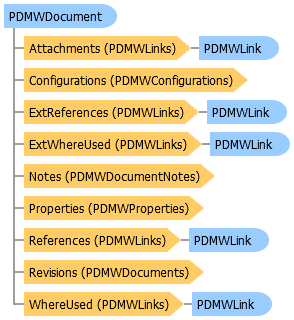 PDMWDocument
Attachments (PDMWLinks) PDMWLink
Configurations (PDMWConfigurations)
ExtReferences (PDMWLinks) PDMWLink
ExtWhereUsed (PDMWLinks) PDMWLink
Notes (PDMWDocumentNotes)
Properties (PDMWProperties)
References (PDMWLinks) PDMWLink
Revisions (PDMWDocuments)
WhereUsed (PDMWLinks) PDMWLink